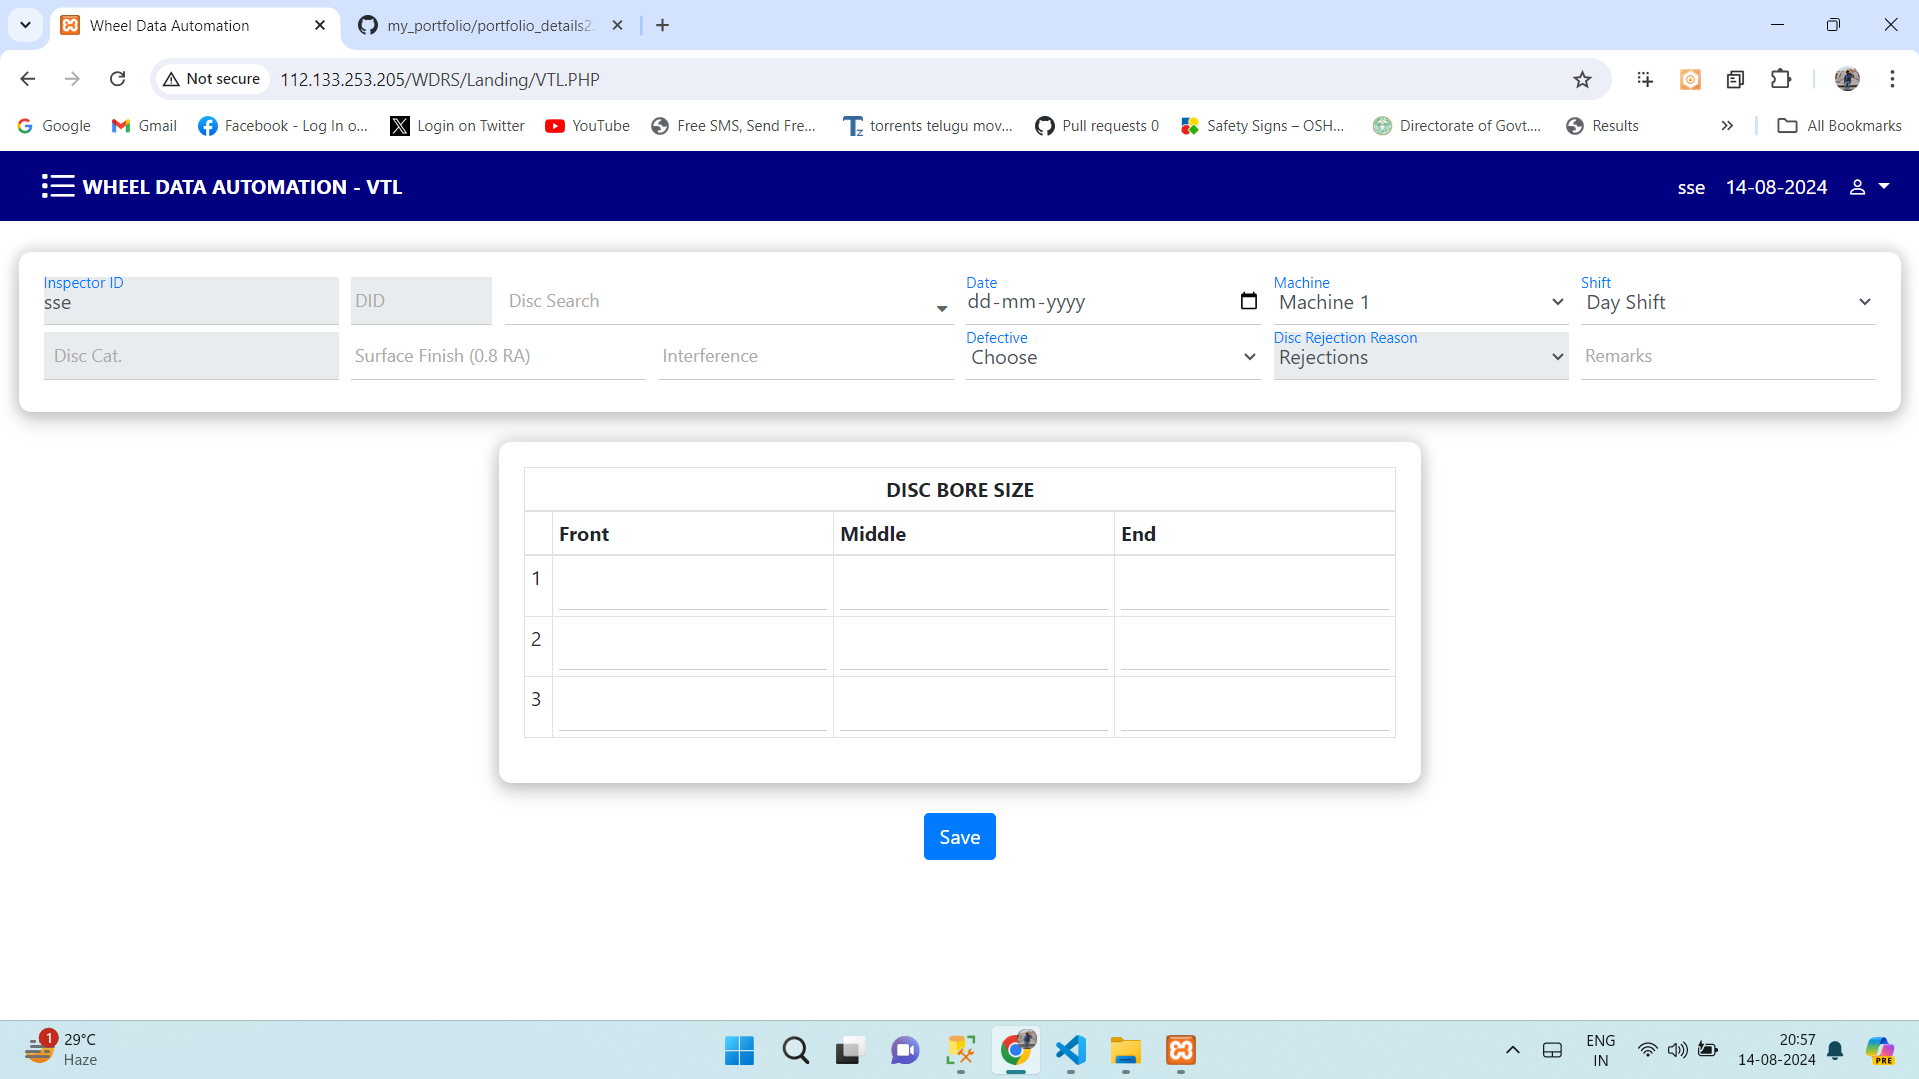 Wheel Data Automation
my_portfolio/portfolio_details2.
Not secure
112.133.253.205/WDRS/Landing/VTL.PHP
Google
Gmail
Facebook - Log In o...
Login on Twitter
YouTube
Free SMS, Send Fre...
torrents telugu mov...
Pull requests 0
Safety Signs – OSH...
Directorate of Govt....
Results
All Bookmarks
WHEEL DATA AUTOMATION - VTL
sse 14-08-2024
Inspector ID
sse
DID
Disc Search
Date
dd-mm-yyyy
Machine
Machine 1
Shift
Day Shift
Disc Cat.
Surface Finish (0.8 RA)
Interference
Defective
Choose
Disc Rejection Reason
Rejections
Remarks
DISC BORE SIZE
Front Middle End
1
2
3
Save
1
29°C
Haze
ENG
IN
20:57
14-08-2024
PRE